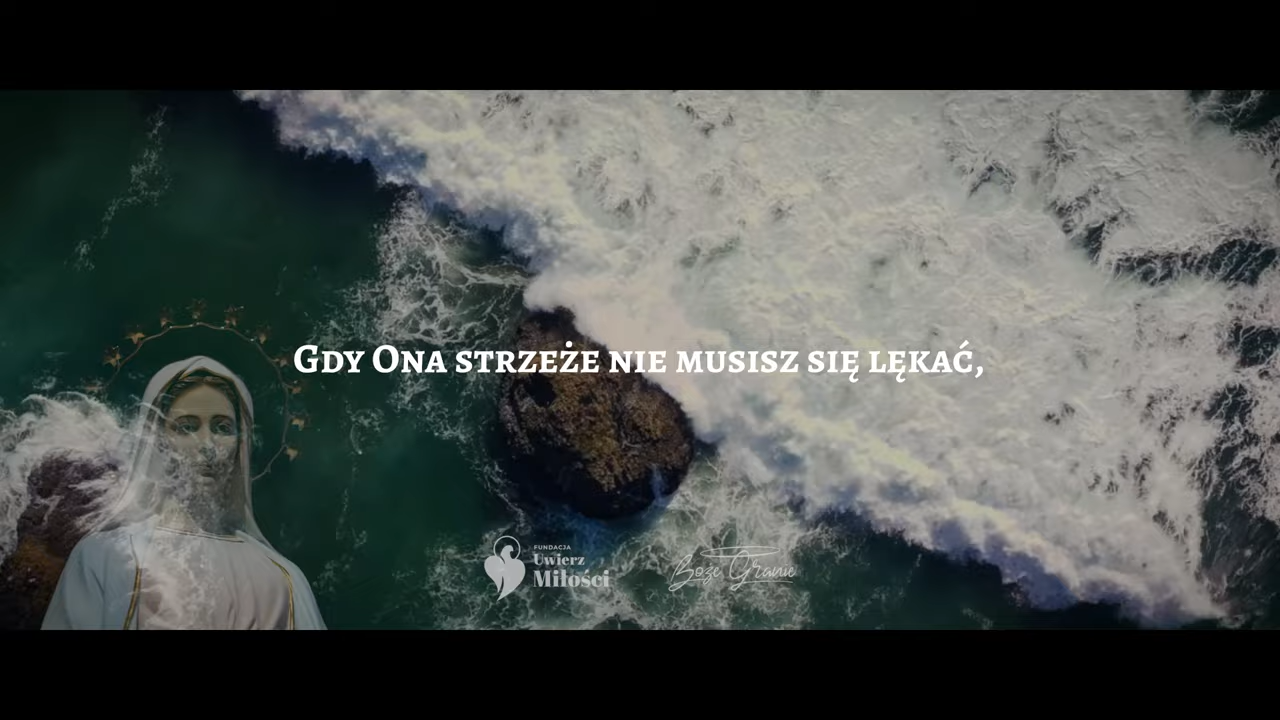 Gdy Ona strzeże nie musisz się lękać,
FUNDACJA
Uwierz
Miłości
Boże Granie